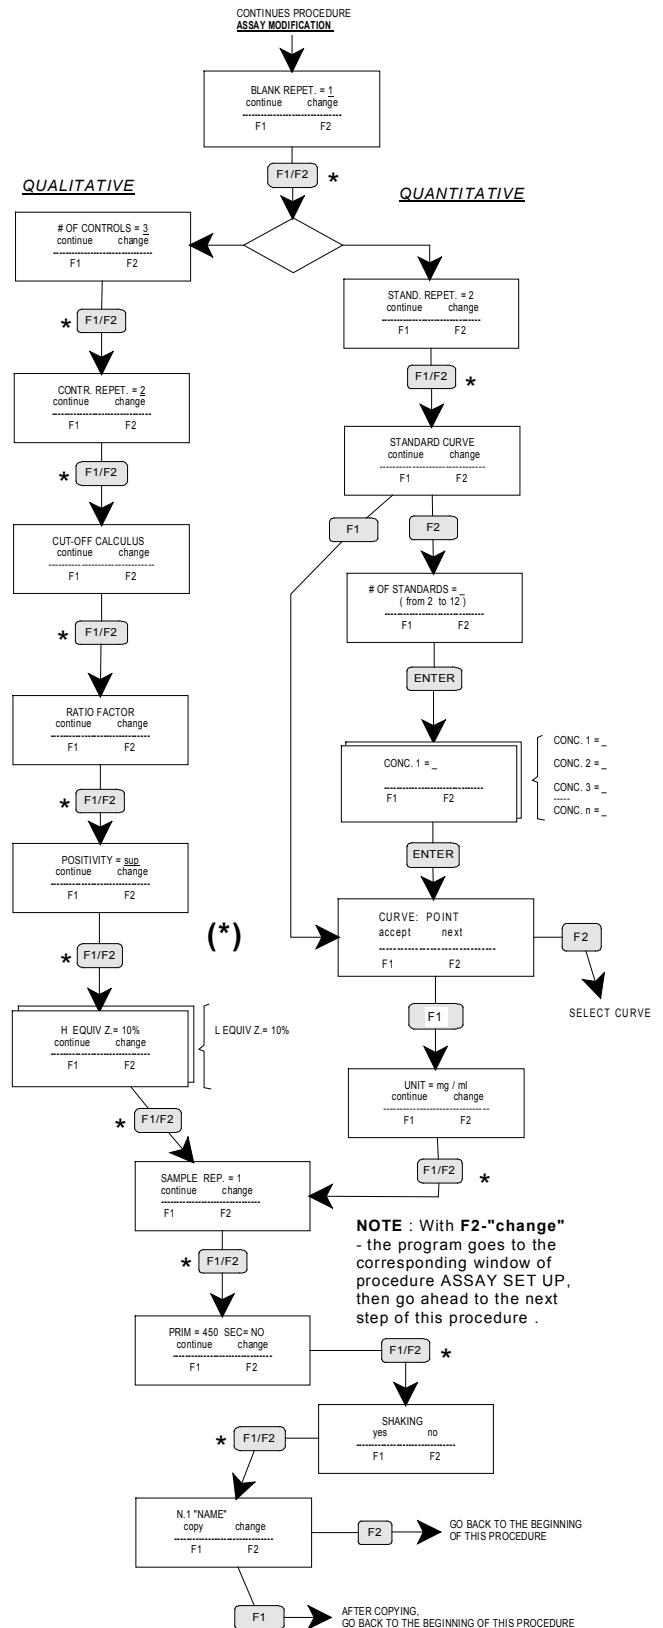 CONTINUES PROCEDURE
ASSAY MODIFICATION
BLANK REPET. = 1
continue change
F1 F2
F1/F2 *
QUALITATIVE
QUANTITATIVE
# OF CONTROLS = 3
continue change
F1 F2
* F1/F2
CONTR. REPET. = 2
continue change
F1 F2
* F1/F2
CUT-OFF CALCULUS
continue change
F1 F2
* F1/F2
RATIO FACTOR
continue change
F1 F2
* F1/F2
POSITIVITY = sup
continue change
F1 F2
* F1/F2
(*)
H EQUIV Z.= 10%
continue change
F1 F2
L EQUIV Z.= 10%
* F1/F2
STAND. REPET. = 2
continue change
F1 F2
F1/F2 *
STANDARD CURVE
continue change
F1 F2
F1
F2
# OF STANDARDS = _
( from 2 to 12 )
F1 F2
ENTER
CONC. 1 = _
F1 F2
CONC. 1 = _
CONC. 2 = _
CONC. 3 = _
-----
CONC. n = _
ENTER
CURVE: POINT
accept next
F1 F2
F2
SELECT CURVE
F1
UNIT = mg / ml
continue change
F1 F2
F1/F2 *
SAMPLE REP. = 1
continue change
F1 F2
* F1/F2
NOTE : With F2-"change"
- the program goes to the
corresponding window of
procedure ASSAY SET UP,
then go ahead to the next
step of this procedure .
PRIM = 450 SEC= NO
continue change
F1 F2
F1/F2 *
SHAKING
yes no
F1 F2
* F1/F2
N.1 "NAME"
copy change
F1 F2
F2
GO BACK TO THE BEGINNING
OF THIS PROCEDURE
F1
AFTER COPYING,
GO BACK TO THE BEGINNING OF THIS PROCEDURE